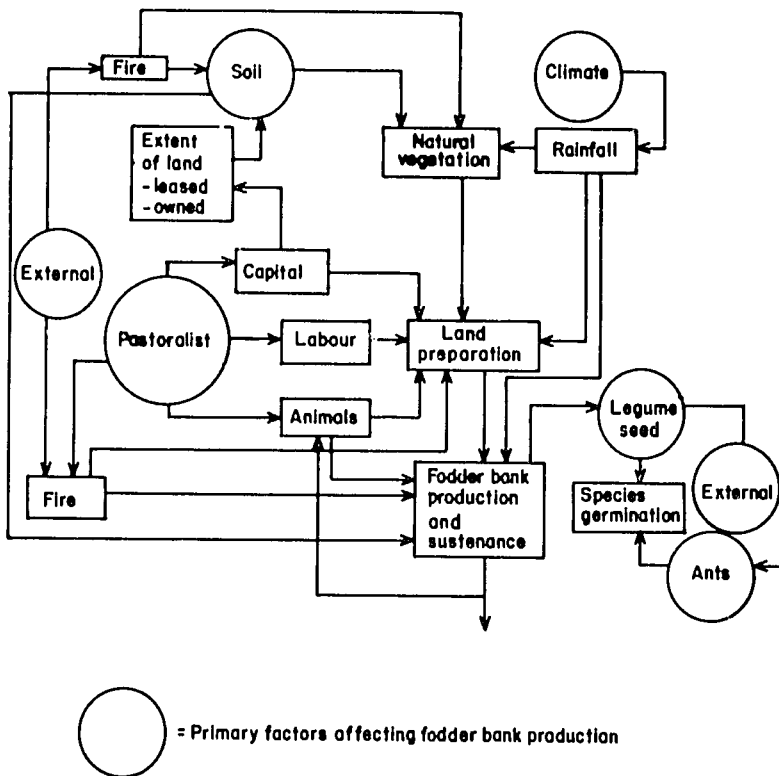 Fire
Soil
Climate
Extent
of land
-leased
-owned
Natural
vegetation
Rainfall
External
Capital
Pastoralist
Labour
Land
preparation
Animals
Legume
seed
Fire
Fodder bank
production
and
sustenance
Species
germination
External
Ants
= Primary factors affecting fodder bank production